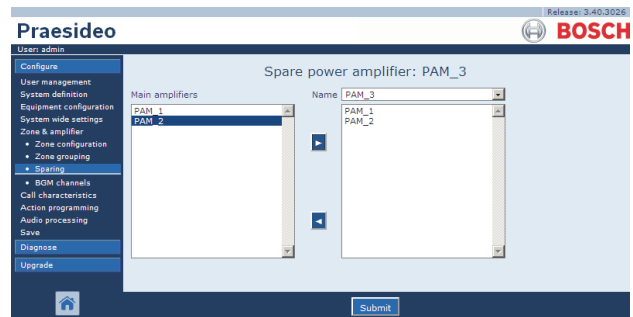 Release: 3.40.3026
Praesideo
BOSCH
User: admin
Configure
User management
System definition
Equipment configuration
System wide settings
Zone & amplifier
• Zone configuration
• Zone grouping
• Sparing
• BGM channels
Call characteristics
Action programming
Audio processing
Save
Diagnose
Upgrade
Spare power amplifier: PAM_3
Main amplifiers
PAM_1
PAM_2
Name PAM_3
PAM_1
PAM_2
Submit